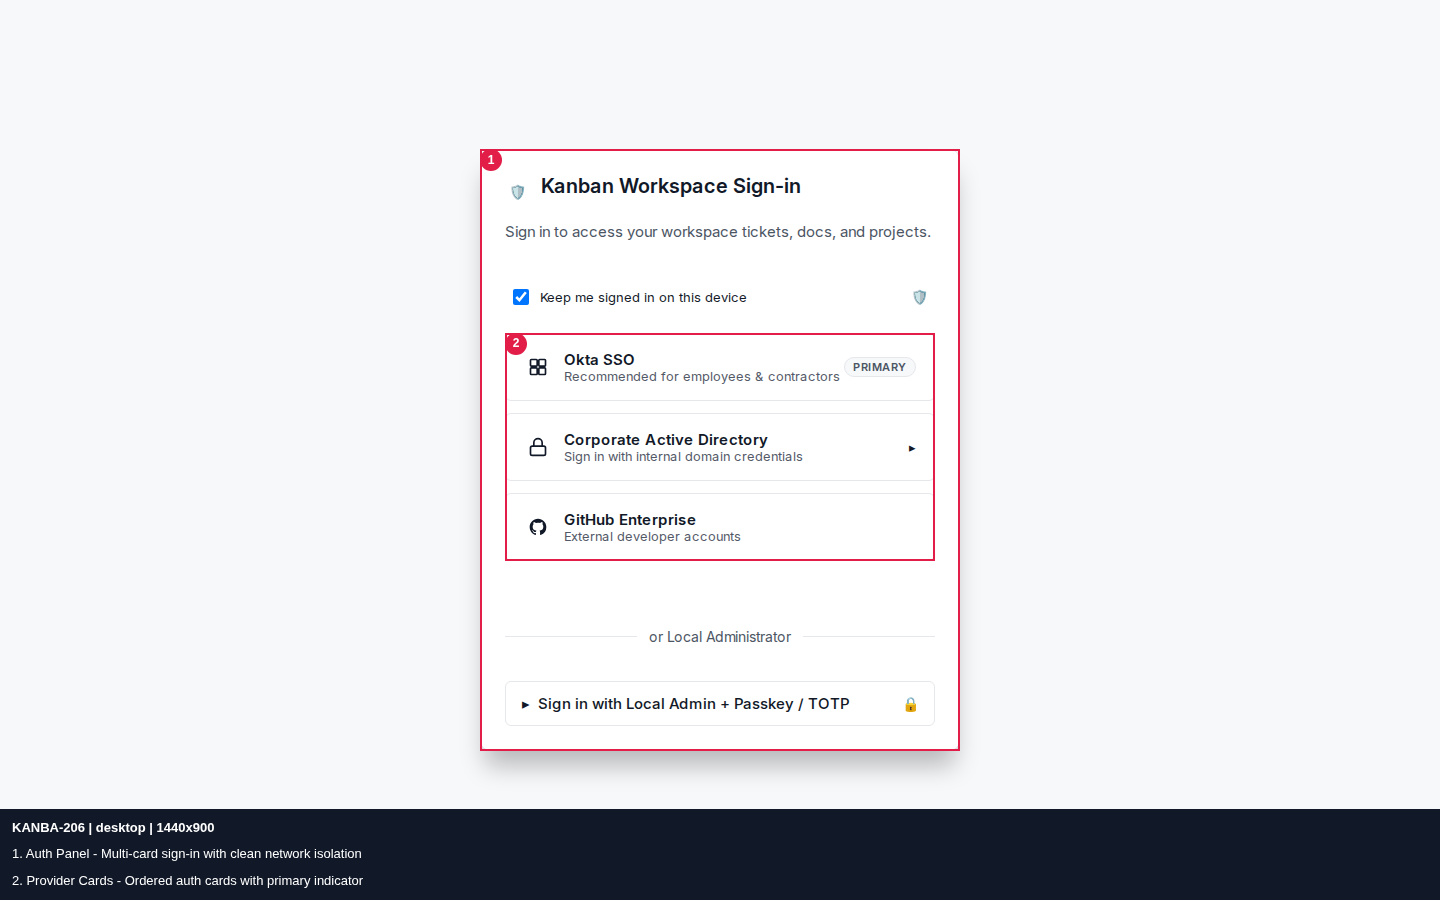 1
Kanban Workspace Sign-in
Sign in to access your workspace tickets, docs, and projects.
Keep me signed in on this device
2
Okta SSO
Recommended for employees & contractors
PRIMARY
Corporate Active Directory
Sign in with internal domain credentials
GitHub Enterprise
External developer accounts
or Local Administrator
Sign in with Local Admin + Passkey / TOTP
KANBA-206 | desktop | 1440x900
1. Auth Panel - Multi-card sign-in with clean network isolation
2. Provider Cards - Ordered auth cards with primary indicator